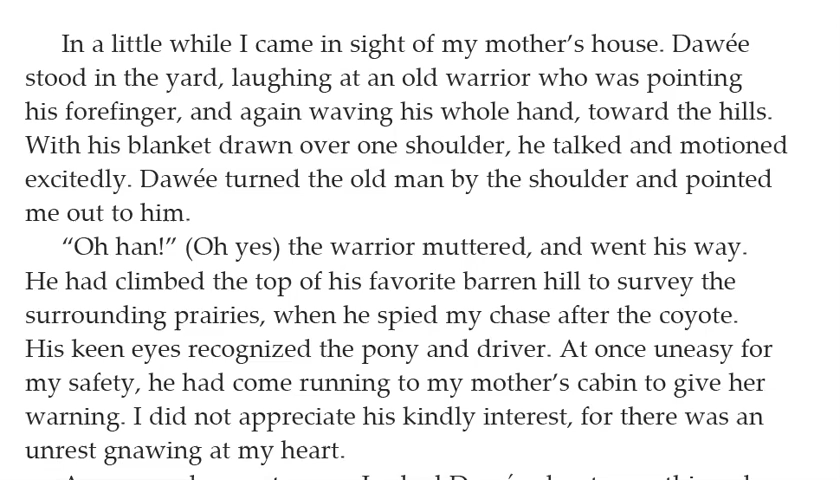 In a little while I came in sight of my mother’s house. Dawée
stood in the yard, laughing at an old warrior who was pointing
his forefinger, and again waving his whole hand, toward the hills.
With his blanket drawn over one shoulder, he talked and motioned
excitedly. Dawée turned the old man by the shoulder and pointed
me out to him.
“Oh han!” (Oh yes) the warrior muttered, and went his way.
He had climbed the top of his favorite barren hill to survey the
surrounding prairies, when he spied my chase after the coyote.
His keen eyes recognized the pony and driver. At once uneasy for
my safety, he had come running to my mother’s cabin to give her
warning. I did not appreciate his kindly interest, for there was an
unrest gnawing at my heart.